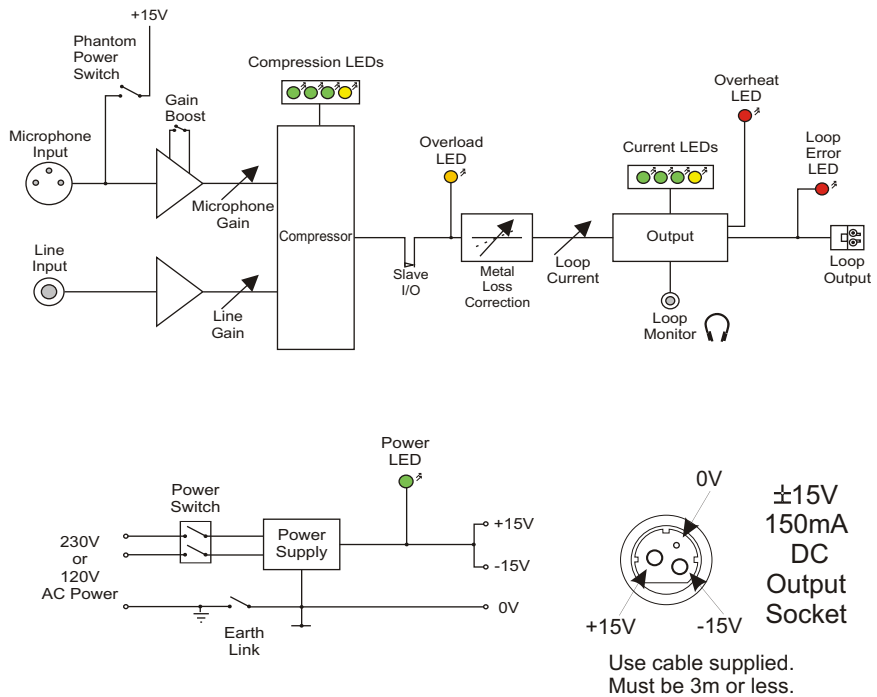 +15V
Phantom
Power
Switch
Compression LEDs
Overheat
LED
Gain
Boost
Overload
LED
Current LEDs
Loop
Error
LED
Microphone
Input
Microphone
Gain
Compressor
Output
Line
Input
Slave
I/O
Metal
Loss
Correction
Loop
Current
Loop
Output
Line
Gain
Loop
Monitor
Power
LED
Power
Switch
230V
or
120V
AC Power
Power
Supply
+15V
-15V
0V
Earth
Link
0V
+15V
-15V
±15V
150mA
DC
Output
Socket
Use cable supplied.
Must be 3m or less.